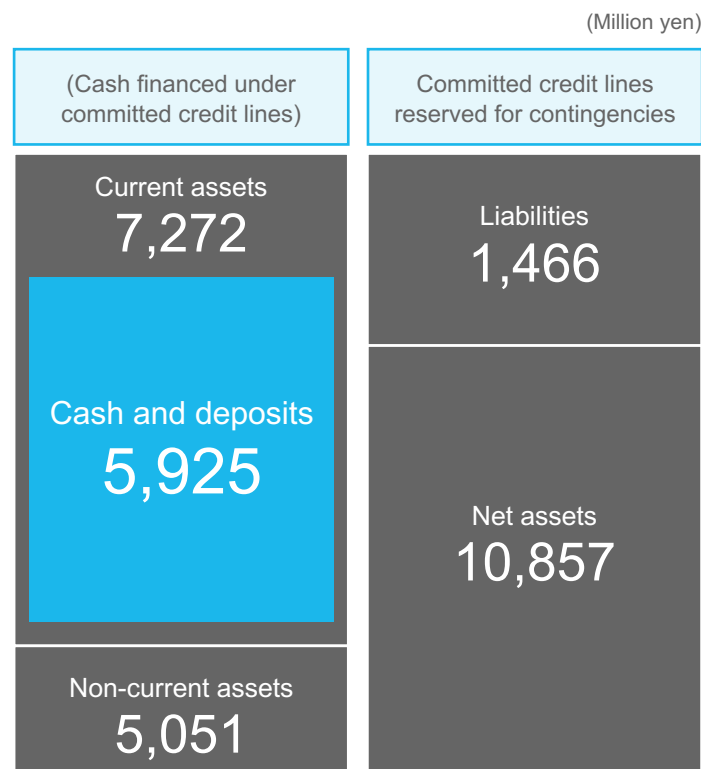 (Million yen)
(Cash financed under
committed credit lines)
Committed credit lines
reserved for contingencies
Current assets
7,272
Cash and deposits
5,925
Non-current assets
5,051
Liabilities
1,466
Net assets
10,857